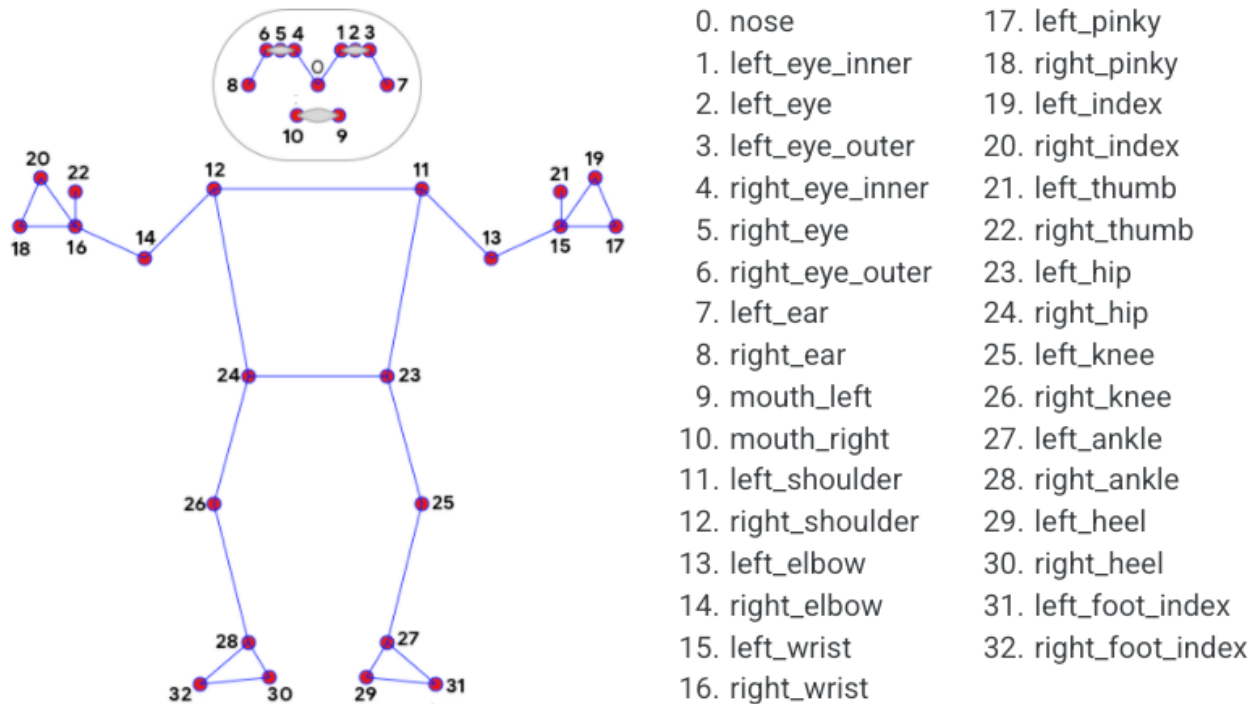 6 5 4 1 2 3
0
8 7
10 9
20 22 12 11 21 19
18 16 14 13 15 17
24 23
26 25
28 27
32 30 29 31
0. nose
1. left_eye_inner
2. left_eye
3. left_eye_outer
4. right_eye_inner
5. right_eye
6. right_eye_outer
7. left_ear
8. right_ear
9. mouth_left
10. mouth_right
11. left_shoulder
12. right_shoulder
13. left_elbow
14. right_elbow
15. left_wrist
16. right_wrist
17. left_pinky
18. right_pinky
19. left_index
20. right_index
21. left_thumb
22. right_thumb
23. left_hip
24. right_hip
25. left_knee
26. right_knee
27. left_ankle
28. right_ankle
29. left_heel
30. right_heel
31. left_foot_index
32. right_foot_index